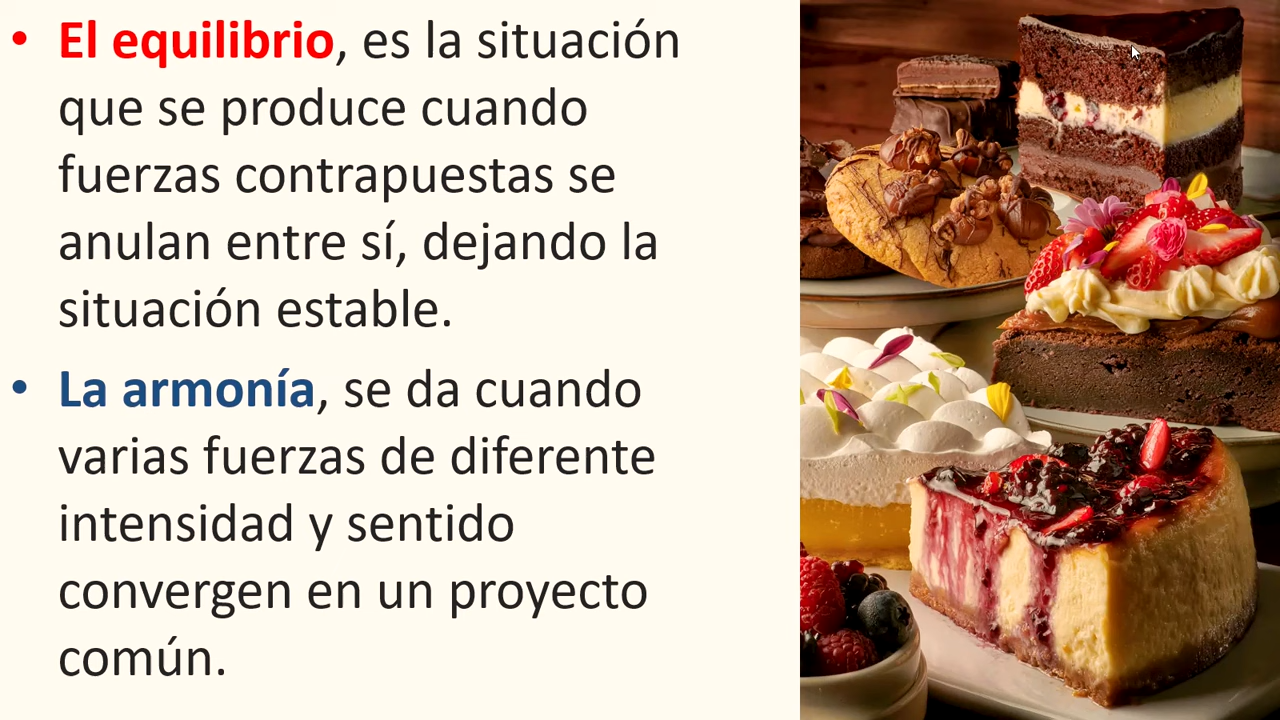 • El equilibrio, es la situación
que se produce cuando
fuerzas contrapuestas se
anulan entre sí, dejando la
situación estable.
• La armonía, se da cuando
varias fuerzas de diferente
intensidad y sentido
convergen en un proyecto
común.